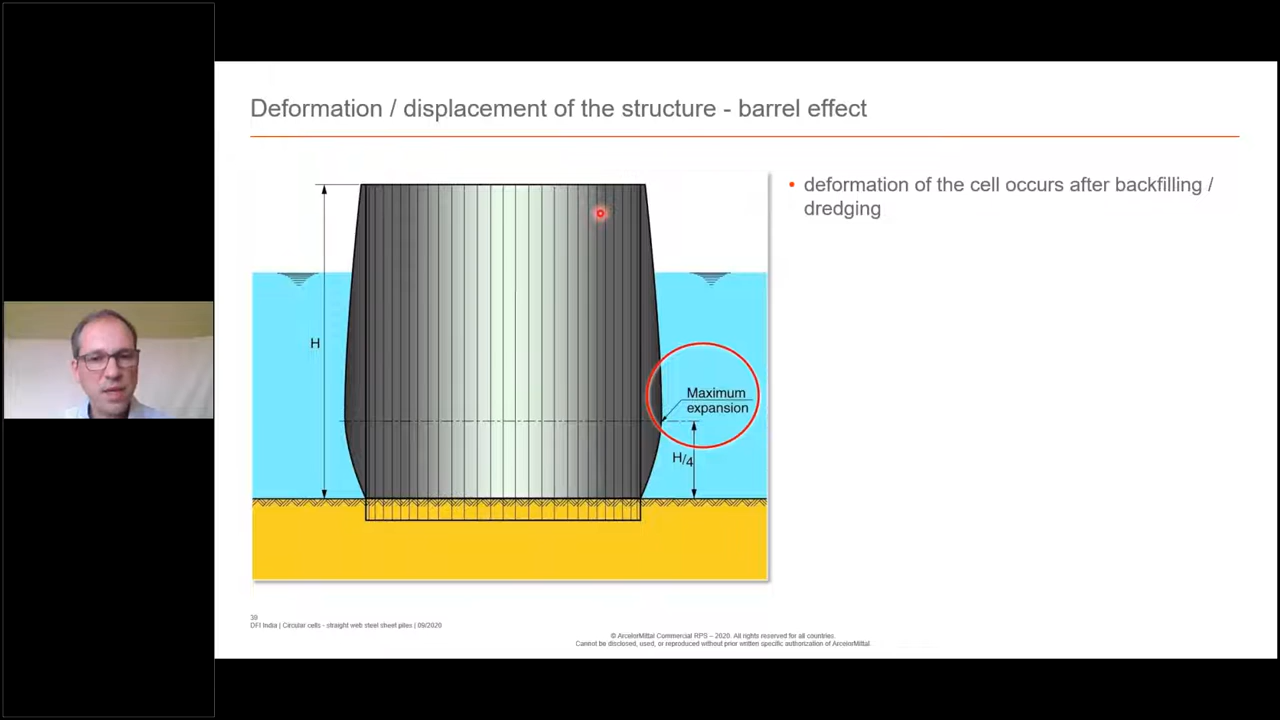 Deformation / displacement of the structure - barrel effect
• deformation of the cell occurs after backfilling /
dredging
H
Maximum
expansion
H/4
39
DFI India | Circular cells - straight web steel sheet piles | 09/2020
© ArcelorMittal Commercial RPS – 2020. All rights reserved for all countries.
Cannot be disclosed, used, or reproduced without prior written specific authorization of ArcelorMittal.